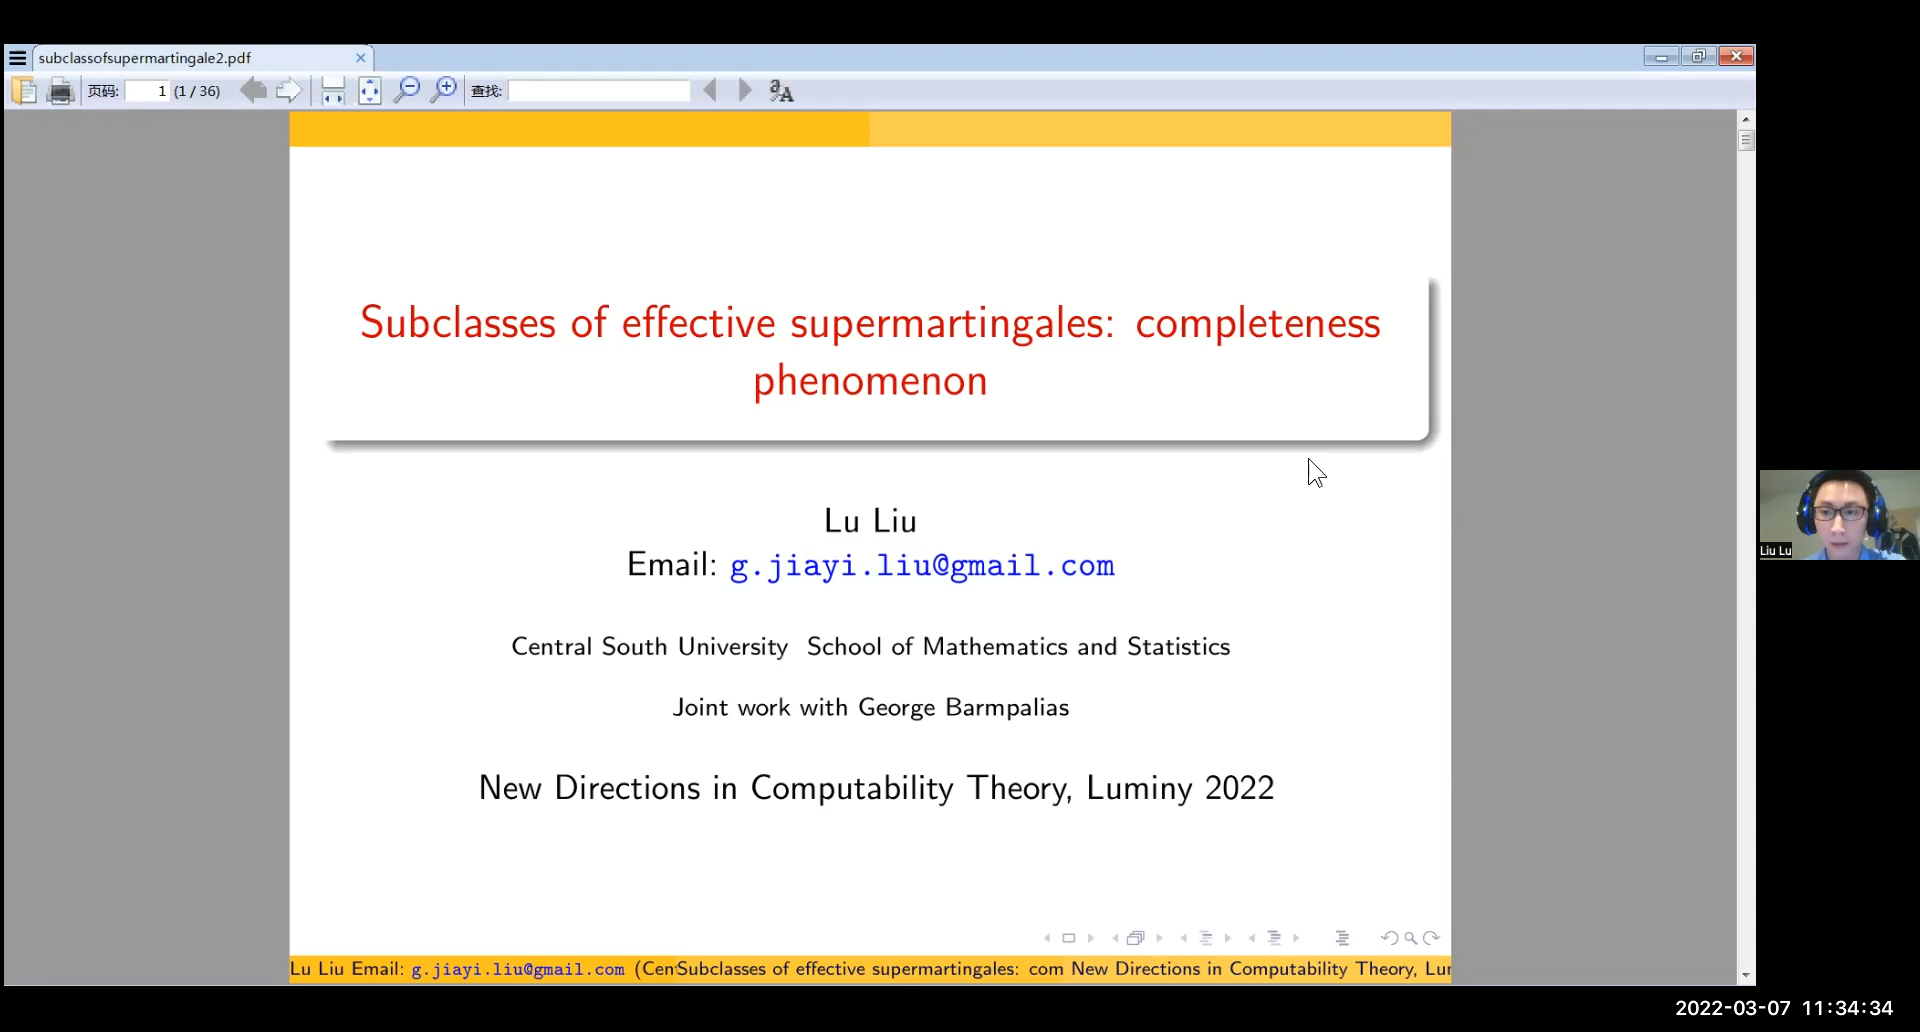 subclassofsupermartingale2.pdf
页码: 1 (1 / 36) 查找:
Subclasses of effective supermartingales: completeness
phenomenon
Lu Liu
Email: g.jiayi.liu@gmail.com
Central South University School of Mathematics and Statistics
Joint work with George Barmpalias
New Directions in Computability Theory, Luminy 2022
Lu Liu Email: g.jiayi.liu@gmail.com (CenSubclasses of effective supermartingales: com New Directions in Computability Theory, Lu
Liu Lu
2022-03-07 11:34:34